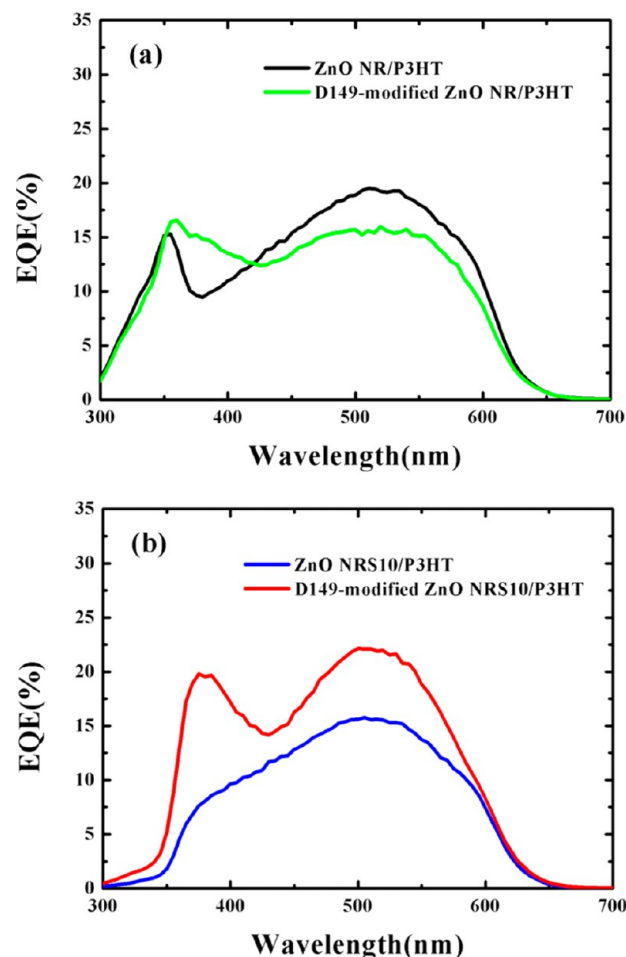 (a)
ZnO NR/P3HT
D149-modified ZnO NR/P3HT
EQE(%)
35
30
25
20
15
10
5
0
300 400 500 600 700
Wavelength(nm)
(b)
ZnO NRS10/P3HT
D149-modified ZnO NRS10/P3HT
EQE(%)
35
30
25
20
15
10
5
0
300 400 500 600 700
Wavelength(nm)